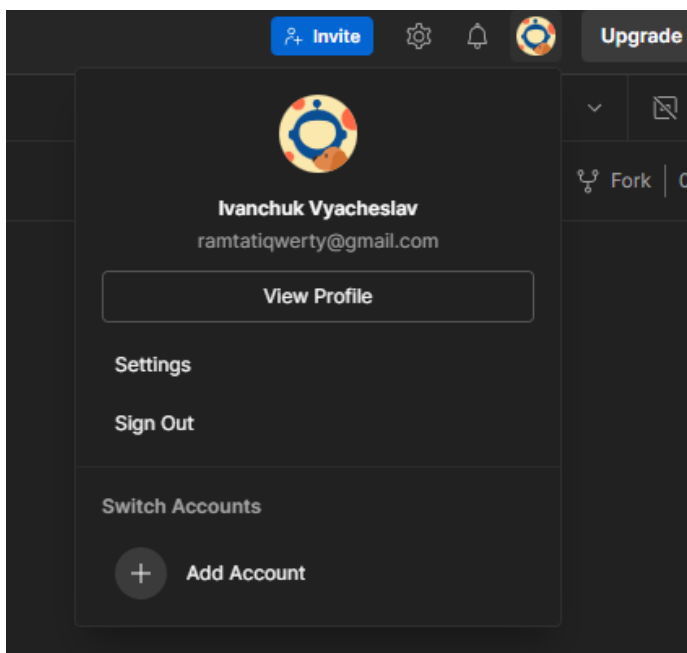 Invite
Upgrade
Fork
Ivanchuk Vyacheslav
ramtatiqwerty@gmail.com
View Profile
Settings
Sign Out
Switch Accounts
Add Account